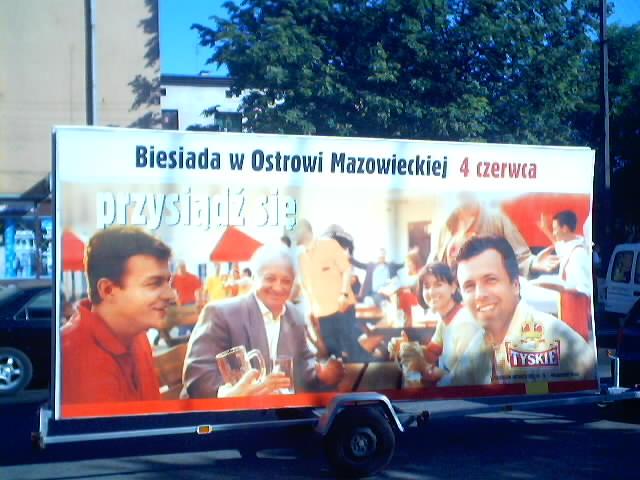 Biesiada w Ostrowi Mazowieckiej 4 czerwca
przysiądź się
TYSKIE